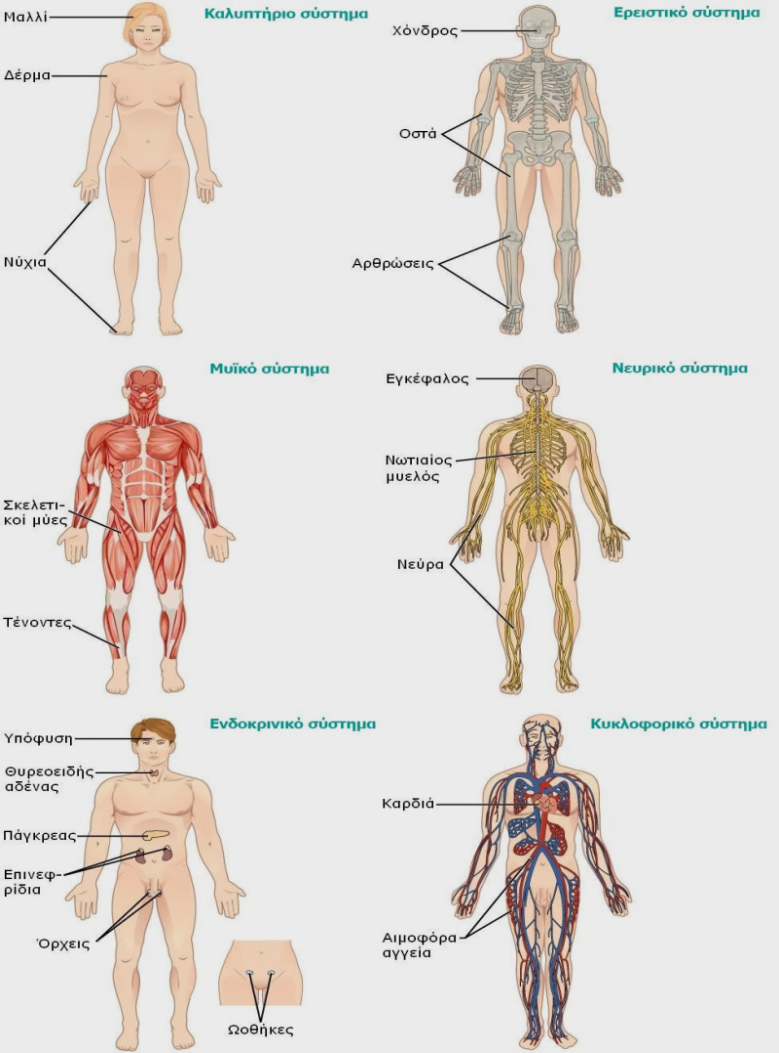 Καλυπτήριο σύστημα
Μαλλί
Δέρμα
Νύχια
Ερειστικό σύστημα
Χόνδρος
Οστά
Αρθρώσεις
Μυϊκό σύστημα
Σκελετι-
κοί μύες
Τένοντες
Νευρικό σύστημα
Εγκέφαλος
Νωτιαίος
μυελός
Νεύρα
Ενδοκρινικό σύστημα
Υπόφυση
Θυρεοειδής
αδένας
Πάγκρεας
Επινεφ-
ρίδια
Όρχεις
Ωοθήκες
Κυκλοφορικό σύστημα
Καρδιά
Αιμοφόρα
αγγεία